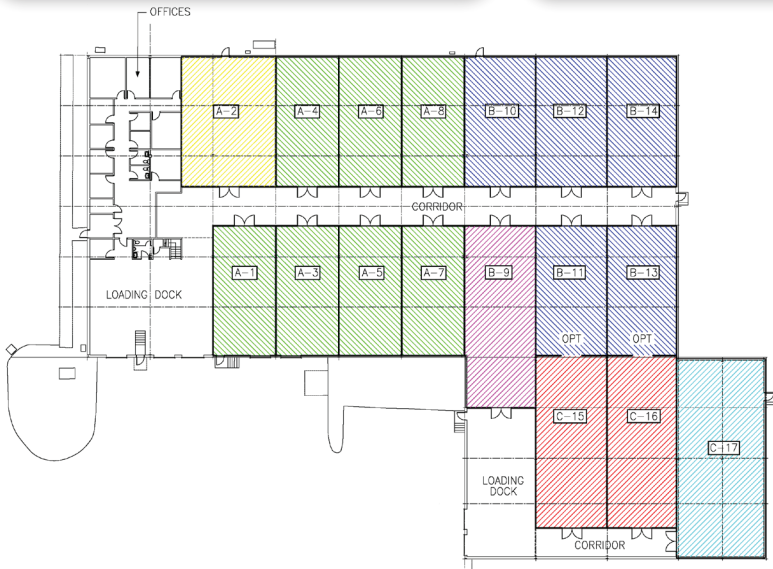 OFFICES
A-2
A-4
A-6
A-8
B-10
B-12
B-14
CORRIDOR
A-1
A-3
A-5
A-7
B-9
B-11
B-13
LOADING DOCK
OPT
OPT
C-15
C-16
C-17
LOADING
DOCK
CORRIDOR